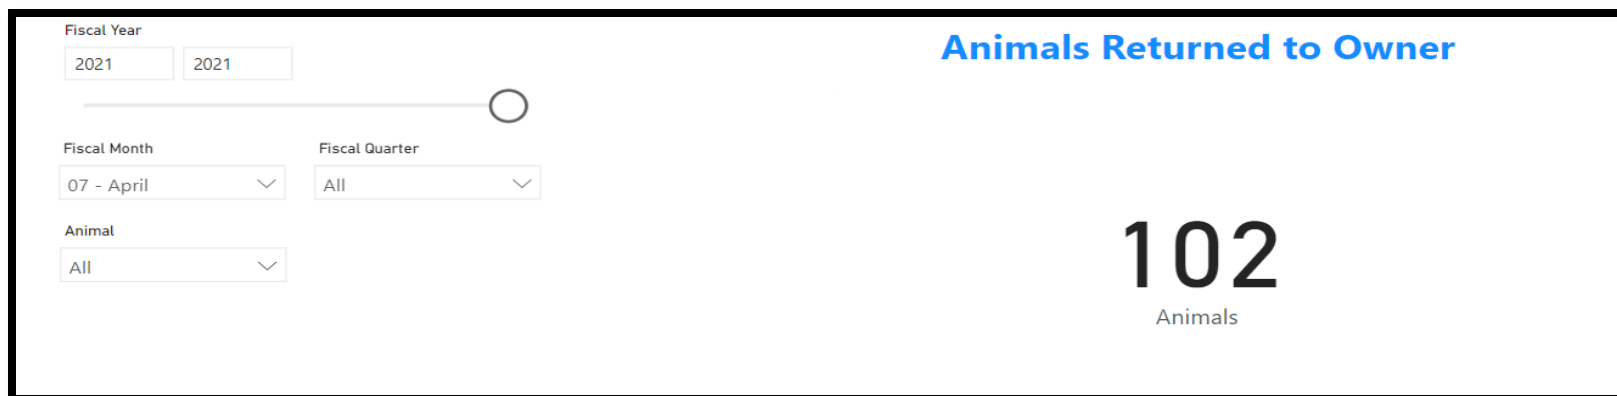 Fiscal Year
2021 2021
Fiscal Month Fiscal Quarter
07 - April All
Animal
All
Animals Returned to Owner
102
Animals